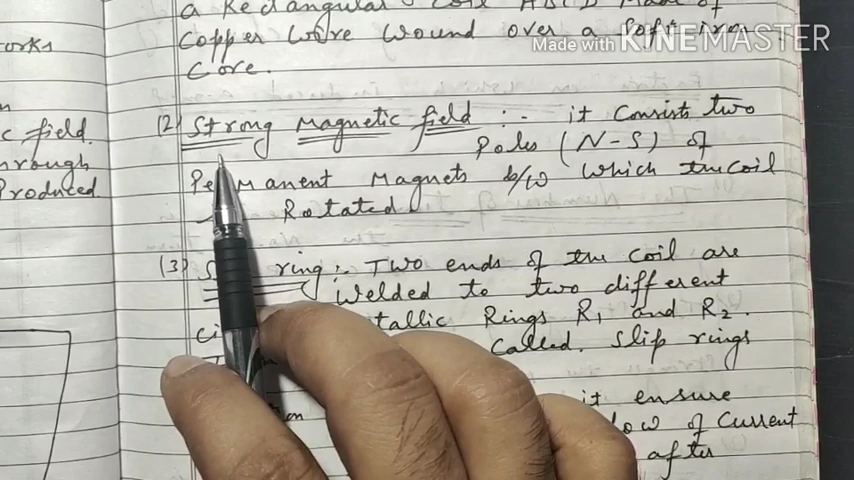 a Rectangular coil ABCD Made of
Copper Wire Wound over a Soft iron
Core.
Made with KINEMASTER
orks
c field.
hrough
Produced
(2) Strong Magnetic field :- it Consists two
Poles (N-S) of
Permanent Magnets b/w which the Coil
Rotated.
(3) S ring :- Two ends of the Coil are
Welded to two different
ci tallic Rings R1 and R2.
Called. Slip rings
it ensure
low of Current
after